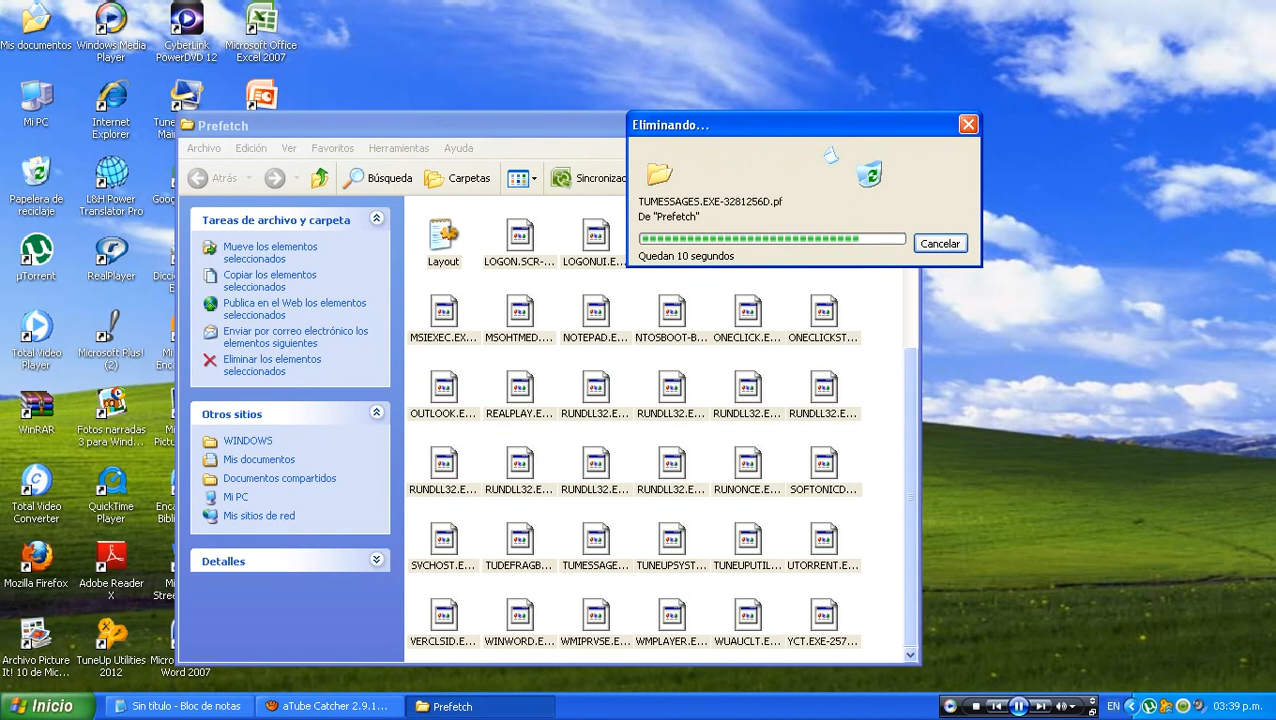 Mis documentos
Windows Media
Player
CyberLink
PowerDVD 12
Microsoft Office
Excel 2007
Mi PC
Internet
Explorer
Papelera de
reciclaje
L&H Power
Translator Pro
µTorrent
RealPlayer
Total Video
Player
Microsoft Plus!
(2)
WinRAR
Fotos narradas
3 para Wind...
Total Video
Converter
QuickTime
Player
Mozilla Firefox
Adobe Reader
X
Archivo Picture
It! 10 de Mic...
TuneUp Utilities
2012
Word 2007
Prefetch
Archivo Edición Ver Favoritos Herramientas Ayuda
Atrás Búsqueda Carpetas Sincronizac
Tareas de archivo y carpeta
Mueve los elementos
seleccionados
Copiar los elementos
seleccionados
Publica en el Web los elementos
seleccionados
Enviar por correo electrónico los
elementos siguientes
Eliminar los elementos
seleccionados
Otros sitios
WINDOWS
Mis documentos
Documentos compartidos
Mi PC
Mis sitios de red
Detalles
Layout LOGON.SCR-... LOGONUI.E...
MSIEXEC.EX... MSOHTMED.... NOTEPAD.E... NTOSBOOT-B... ONECLICK.E... ONECLICKST...
OUTLOOK.E... REALPLAY.E... RUNDLL32.E... RUNDLL32.E... RUNDLL32.E... RUNDLL32.E...
RUNDLL32.E... RUNDLL32.E... RUNDLL32.E... RUNDLL32.E... RUNONCE.E... SOFTONICD...
SVCHOST.E... TUDEFRAGB... TUMESSAGE... TUNEUPSYST... TUNEUPUTIL... UTORRENT.E...
VERCLSID.E... WINWORD.E... WMIPRVSE.E... WMPLAYER.E... WUAUCLT.E... YCT.EXE-257...
Eliminando...
TUMESSAGES.EXE-3281256D.pf
De "Prefetch"
Cancelar
Quedan 10 segundos
Inicio
Sin título - Bloc de notas
aTube Catcher 2.9.1...
Prefetch
EN
03:39 p.m.